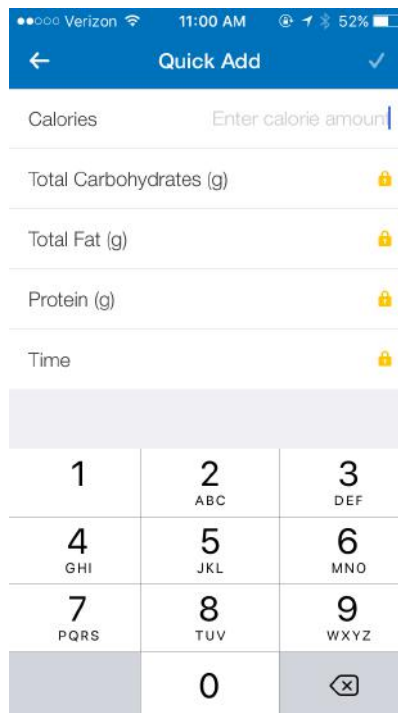 Verizon 11:00 AM 52%
Quick Add
Calories Enter calorie amount
Total Carbohydrates (g)
Total Fat (g)
Protein (g)
Time
1 2 3
ABC DEF
4 5 6
GHI JKL MNO
7 8 9
PQRS TUV WXYZ
0